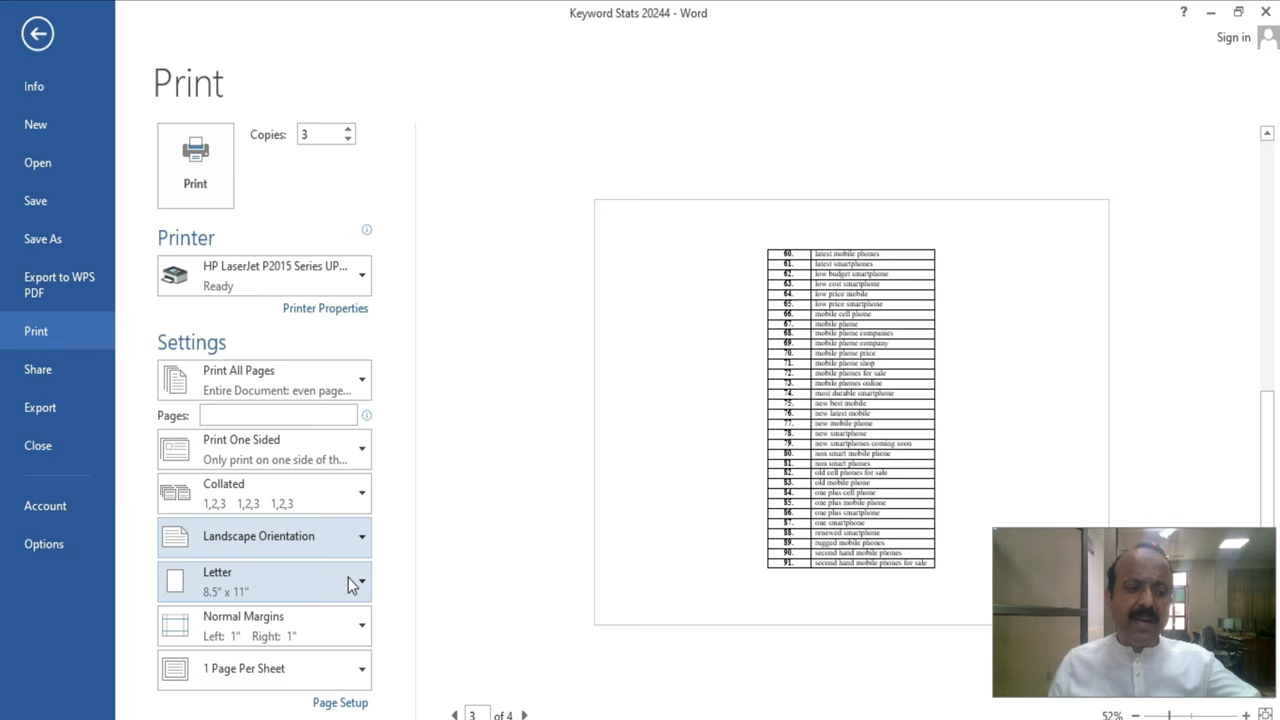 Keyword Stats 20244 - Word
?
Sign in
Info
New
Open
Save
Save As
Export to WPS
PDF
Print
Share
Export
Close
Account
Options
Print
Print
Copies: 3
Printer
HP LaserJet P2015 Series UP...
Ready
Printer Properties
Settings
Print All Pages
Entire Document: even page...
Pages:
Print One Sided
Only print on one side of th...
Collated
1,2,3 1,2,3 1,2,3
Landscape Orientation
Letter
8.5" x 11"
Normal Margins
Left: 1" Right: 1"
1 Page Per Sheet
Page Setup
60. latest mobile phones
61. latest smartphones
62. low budget smartphone
63. low cost smartphone
64. low price mobile
65. low price smartphone
66. mobile cell phone
67. mobile phone
68. mobile phone companies
69. mobile phone company
70. mobile phone price
71. mobile phone shop
72. mobile phones for sale
73. mobile phones online
74. most durable smartphone
75. new best mobile
76. new latest mobile
77. new mobile phone
78. new smartphone
79. new smartphones coming soon
80. non smart mobile phone
81. non smart phones
82. old cell phones for sale
83. old mobile phone
84. one plus cell phone
85. one plus mobile phone
86. one plus smartphone
87. one smartphone
88. renewed smartphone
89. rugged mobile phones
90. second hand mobile phones
91. second hand mobile phones for sale
3 of 4
52%